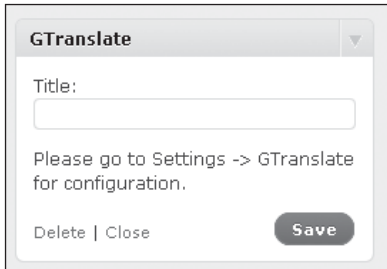 GTranslate
Title:
Please go to Settings -> GTranslate
for configuration.
Delete | Close
Save